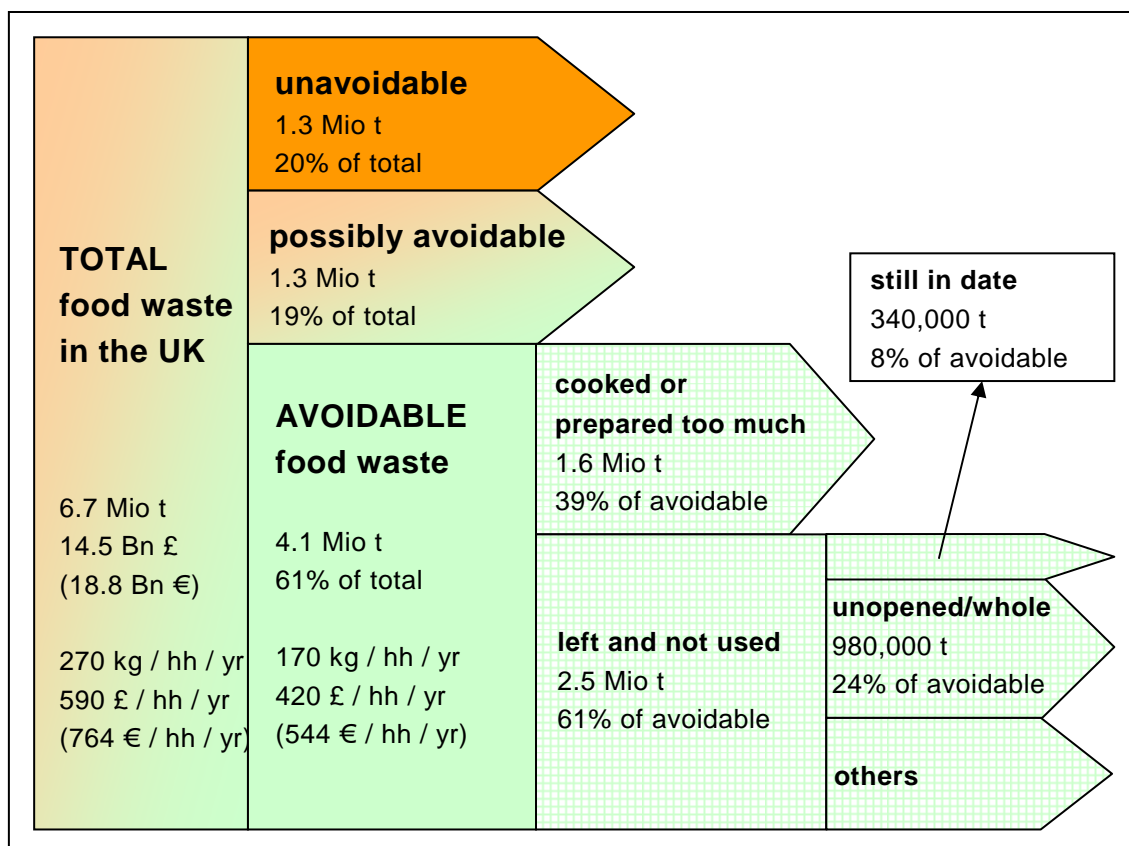 TOTAL
food waste
in the UK
6.7 Mio t
14.5 Bn £
(18.8 Bn €)
270 kg / hh / yr
590 £ / hh / yr
(764 € / hh / yr)
unavoidable
1.3 Mio t
20% of total
possibly avoidable
1.3 Mio t
19% of total
AVOIDABLE
food waste
4.1 Mio t
61% of total
170 kg / hh / yr
420 £ / hh / yr
(544 € / hh / yr)
cooked or
prepared too much
1.6 Mio t
39% of avoidable
left and not used
2.5 Mio t
61% of avoidable
still in date
340,000 t
8% of avoidable
unopened/whole
980,000 t
24% of avoidable
others